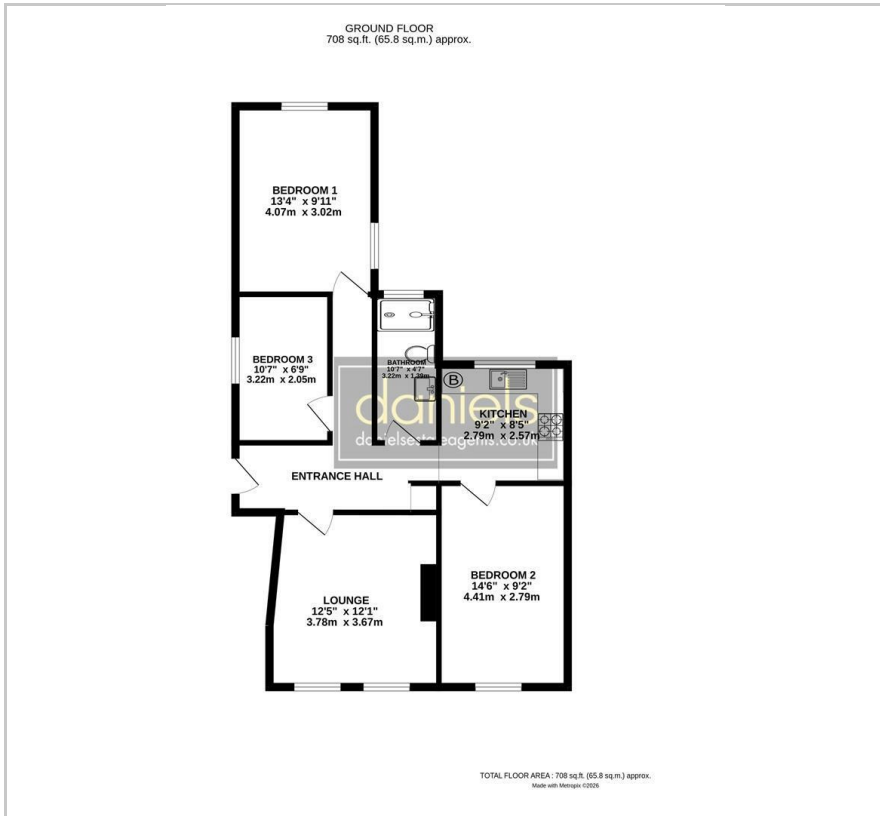 GROUND FLOOR
708 sq.ft. (65.8 sq.m.) approx.
BEDROOM 1
13'4" x 9'11"
4.07m x 3.02m
BEDROOM 3
10'7" x 6'9"
3.22m x 2.05m
BATHROOM
10'7" x 4'7"
3.22m x 1.39m
B
daniels
danielsestateagents.co.uk
KITCHEN
9'2" x 8'5"
2.79m x 2.57m
ENTRANCE HALL
LOUNGE
12'5" x 12'1"
3.78m x 3.67m
BEDROOM 2
14'6" x 9'2"
4.41m x 2.79m
TOTAL FLOOR AREA : 708 sq.ft. (65.8 sq.m.) approx.
Made with Metropix ©2026